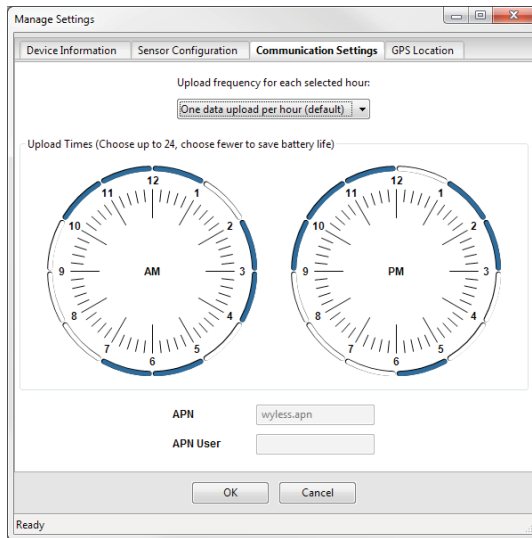 Manage Settings
Device Information Sensor Configuration Communication Settings GPS Location
Upload frequency for each selected hour:
One data upload per hour (default)
Upload Times (Choose up to 24, choose fewer to save battery life)
12
11 1
10 2
9 AM 3
8 4
7 5
6
12
11 1
10 2
9 PM 3
8 4
7 5
6
APN wyless.apn
APN User
OK Cancel
Ready